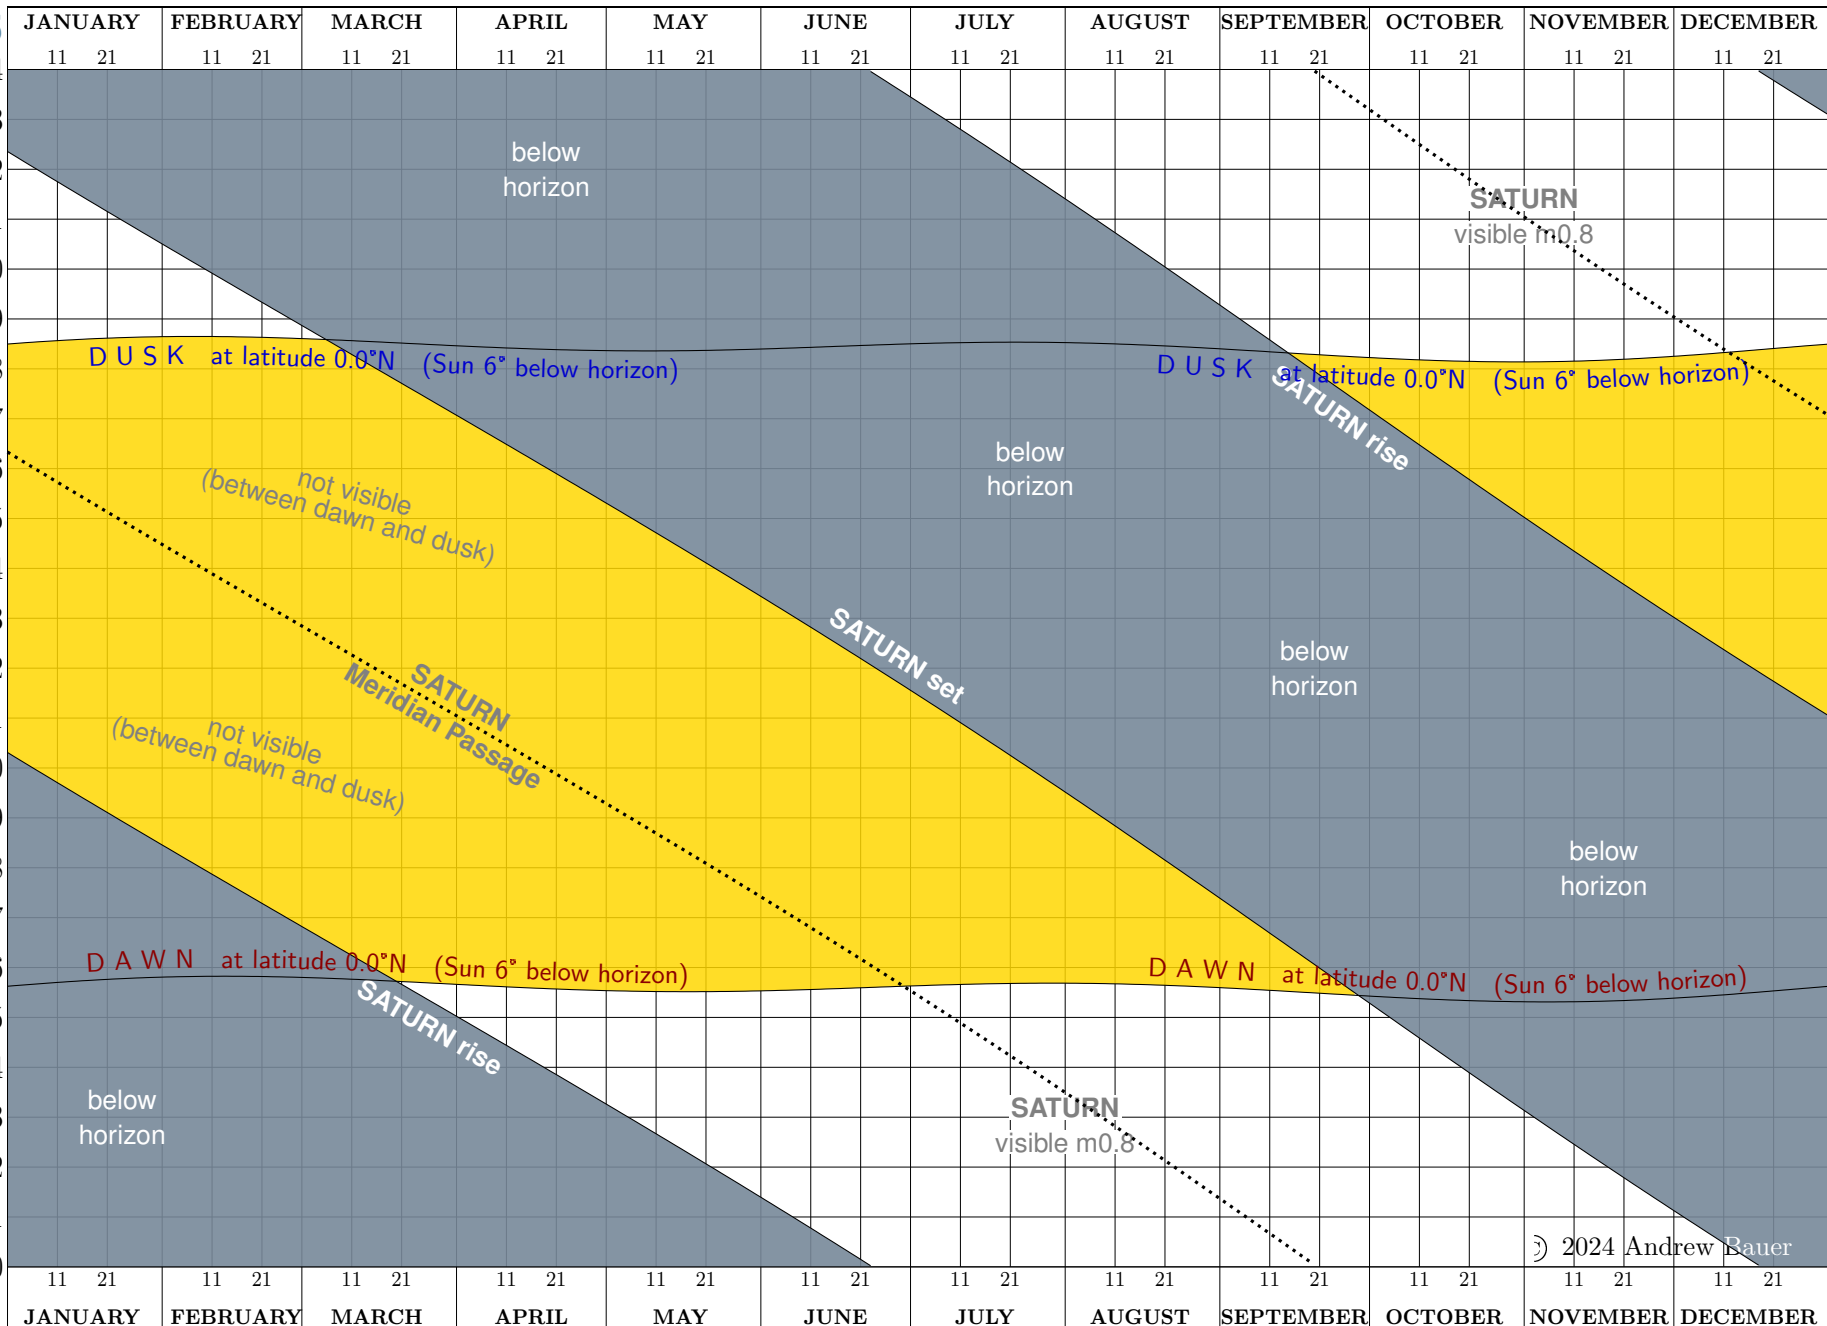 JANUARY FEBRUARY MARCH APRIL MAY JUNE JULY AUGUST SEPTEMBER OCTOBER NOVEMBER DECEMBER
11 21 11 21 11 21 11 21 11 21 11 21 11 21 11 21 11 21 11 21 11 21 11 21
below
horizon
SATURN
visible m0.8
DUSK at latitude 0.0°N (Sun 6° below horizon)
DUSK at latitude 0.0°N (Sun 6° below horizon)
SATURN rise
below
horizon
not visible
(between dawn and dusk)
SATURN set
below
horizon
SATURN
Meridian Passage
not visible
(between dawn and dusk)
below
horizon
DAWN at latitude 0.0°N (Sun 6° below horizon)
DAWN at latitude 0.0°N (Sun 6° below horizon)
SATURN rise
below
horizon
SATURN
visible m0.8
© 2024 Andrew Bauer
11 21 11 21 11 21 11 21 11 21 11 21 11 21 11 21 11 21 11 21 11 21 11 21
JANUARY FEBRUARY MARCH APRIL MAY JUNE JULY AUGUST SEPTEMBER OCTOBER NOVEMBER DECEMBER